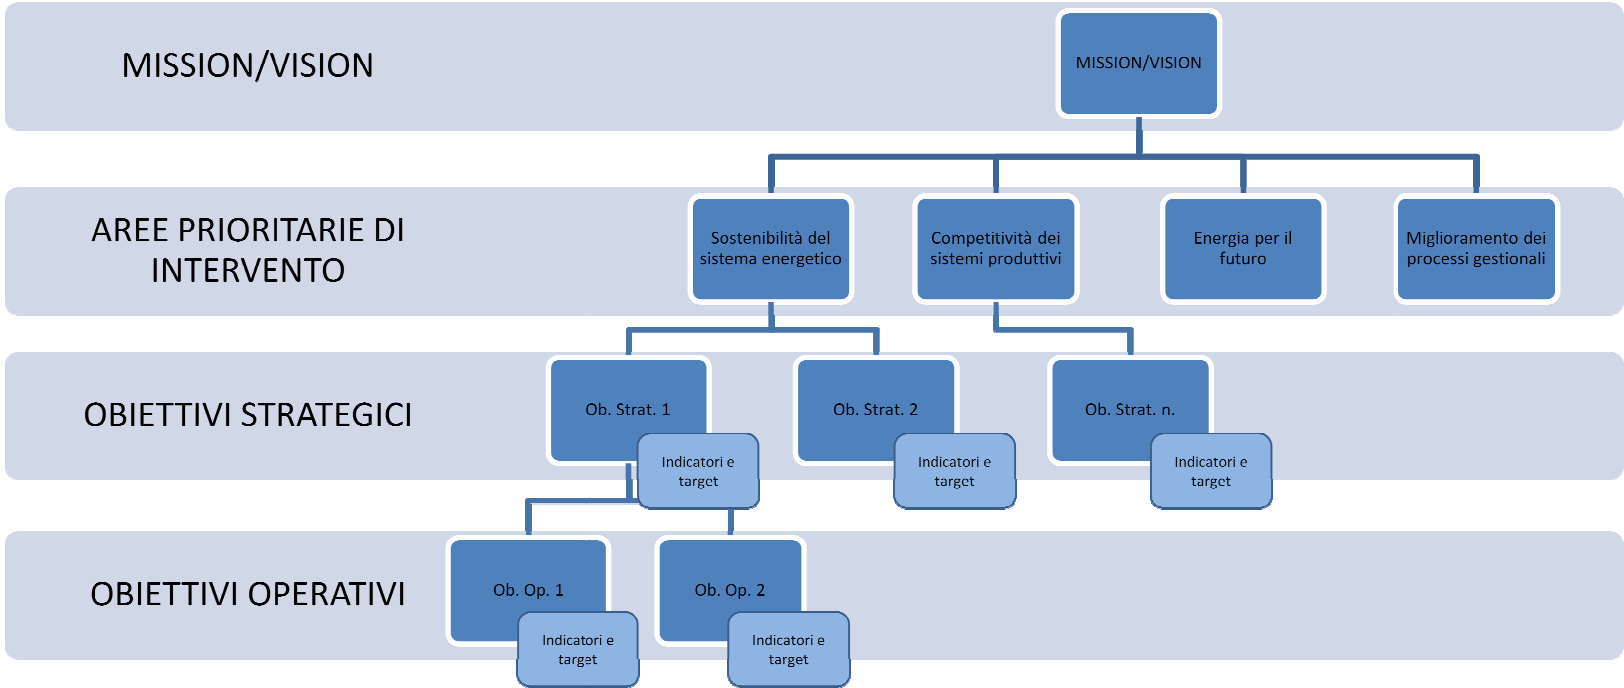 MISSION/VISION
MISSION/VISION
AREE PRIORITARIE DI
INTERVENTO
Sostenibilità del
sistema energetico
Competitività dei
sistemi produttivi
Energia per il
futuro
Miglioramento dei
processi gestionali
OBIETTIVI STRATEGICI
Ob. Strat. 1
Indicatori e
target
Ob. Strat. 2
Indicatori e
target
Ob. Strat. n.
Indicatori e
target
OBIETTIVI OPERATIVI
Ob. Op. 1
Indicatori e
target
Ob. Op. 2
Indicatori e
target